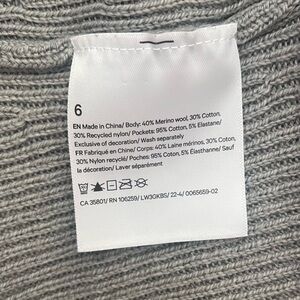 6
EN Made in China/ Body: 40% Merino wool, 30% Cotton,
30% Recycled nylon/ Pockets: 95% Cotton, 5% Elastane/
Exclusive of decoration/ Wash separately
FR Fabriqué en Chine/ Corps: 40% Laine mérinos, 30% Coton,
30% Nylon recyclé/ Poches: 95% Coton, 5% Élasthanne/ Sauf
la décoration/ Laver séparément
CA 35801/ RN 106259/ LW3GKBS/ 22-4/ 0065659-02